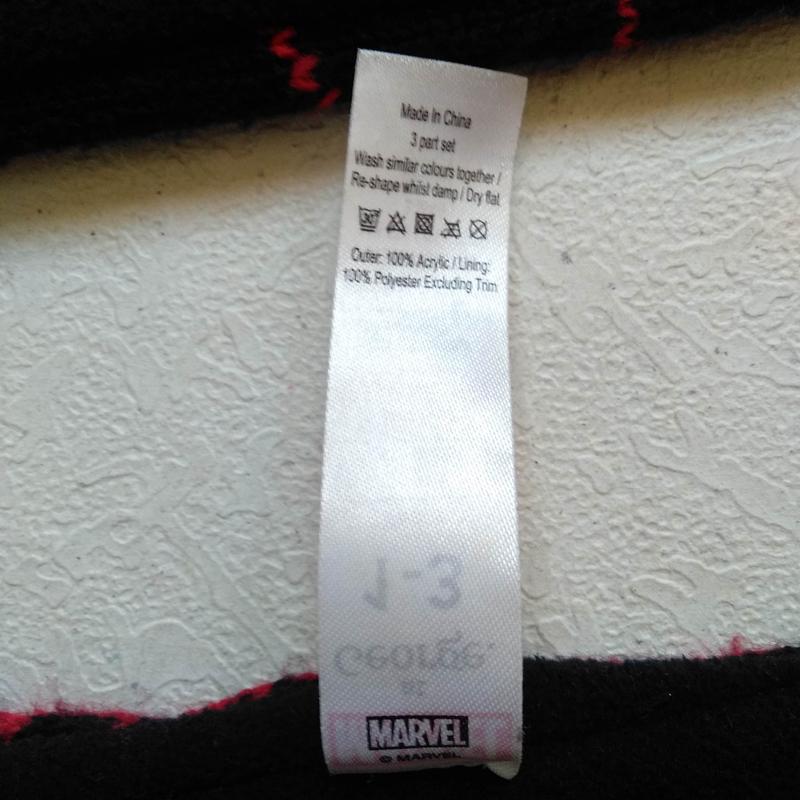 Made In China
3 part set
Wash similar colours together /
Re-shape whilst damp / Dry flat
Outer: 100% Acrylic / Lining:
100% Polyester Excluding Trim
1-3
George.
at
MARVEL
© MARVEL